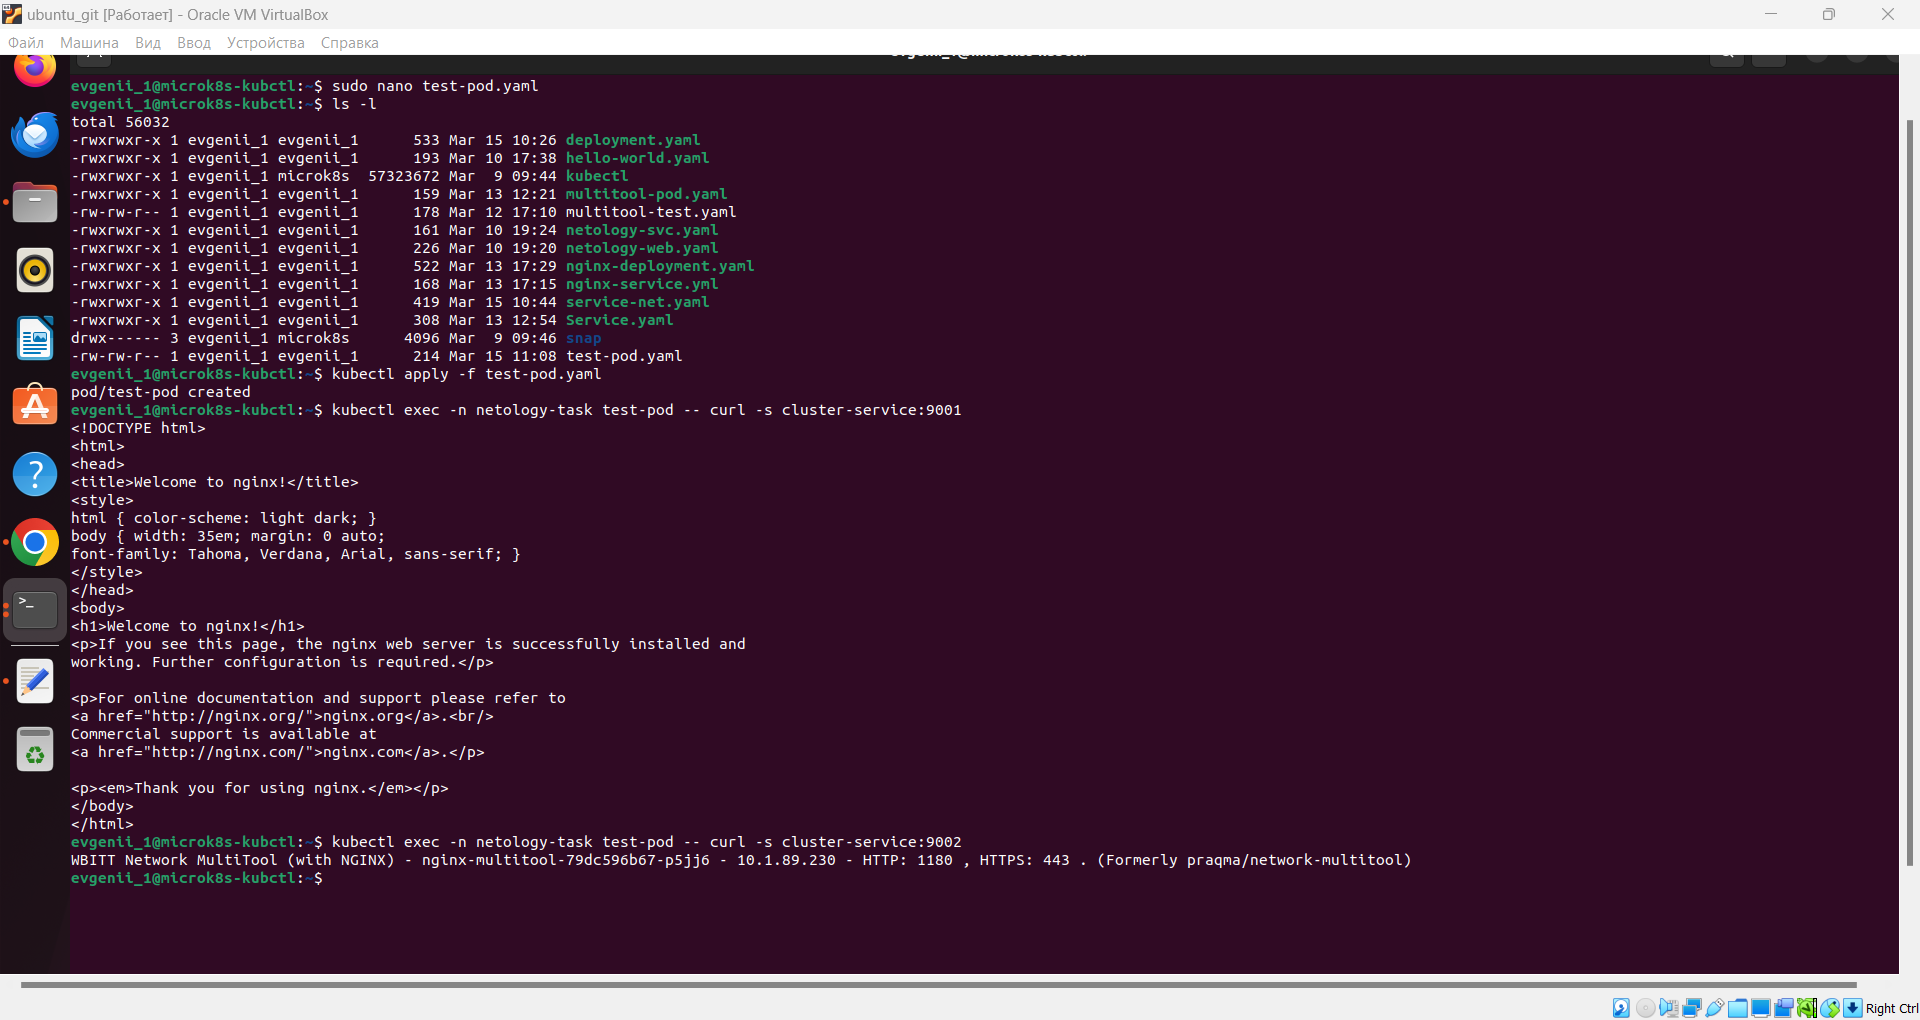 ubuntu_git [Работает] - Oracle VM VirtualBox
Файл Машина Вид Ввод Устройства Справка
evgenii_1@microk8s-kubctl:~$ sudo nano test-pod.yaml
evgenii_1@microk8s-kubctl:~$ ls -l
total 56032
-rwxrwxr-x 1 evgenii_1 evgenii_1      533 Mar 15 10:26 deployment.yaml
-rwxrwxr-x 1 evgenii_1 evgenii_1      193 Mar 10 17:38 hello-world.yaml
-rwxrwxr-x 1 evgenii_1 microk8s  57323672 Mar  9 09:44 kubectl
-rwxrwxr-x 1 evgenii_1 evgenii_1      159 Mar 13 12:21 multitool-pod.yaml
-rw-rw-r-- 1 evgenii_1 evgenii_1      178 Mar 12 17:10 multitool-test.yaml
-rwxrwxr-x 1 evgenii_1 evgenii_1      161 Mar 10 19:24 netology-svc.yaml
-rwxrwxr-x 1 evgenii_1 evgenii_1      226 Mar 10 19:20 netology-web.yaml
-rwxrwxr-x 1 evgenii_1 evgenii_1      522 Mar 13 17:29 nginx-deployment.yaml
-rwxrwxr-x 1 evgenii_1 evgenii_1      168 Mar 13 17:15 nginx-service.yml
-rwxrwxr-x 1 evgenii_1 evgenii_1      419 Mar 15 10:44 service-net.yaml
-rwxrwxr-x 1 evgenii_1 evgenii_1      308 Mar 13 12:54 Service.yaml
drwx------ 3 evgenii_1 microk8s      4096 Mar  9 09:46 snap
-rw-rw-r-- 1 evgenii_1 evgenii_1      214 Mar 15 11:08 test-pod.yaml
evgenii_1@microk8s-kubctl:~$ kubectl apply -f test-pod.yaml
pod/test-pod created
evgenii_1@microk8s-kubctl:~$ kubectl exec -n netology-task test-pod -- curl -s cluster-service:9001
<!DOCTYPE html>
<html>
<head>
<title>Welcome to nginx!</title>
<style>
html { color-scheme: light dark; }
body { width: 35em; margin: 0 auto;
font-family: Tahoma, Verdana, Arial, sans-serif; }
</style>
</head>
<body>
<h1>Welcome to nginx!</h1>
<p>If you see this page, the nginx web server is successfully installed and
working. Further configuration is required.</p>
<p>For online documentation and support please refer to
<a href="http://nginx.org/">nginx.org</a>.<br/>
Commercial support is available at
<a href="http://nginx.com/">nginx.com</a>.</p>
<p><em>Thank you for using nginx.</em></p>
</body>
</html>
evgenii_1@microk8s-kubctl:~$ kubectl exec -n netology-task test-pod -- curl -s cluster-service:9002
WBITT Network MultiTool (with NGINX) - nginx-multitool-79dc596b67-p5jj6 - 10.1.89.230 - HTTP: 1180 , HTTPS: 443 . (Formerly praqma/network-multitool)
evgenii_1@microk8s-kubctl:~$
Right Ctrl